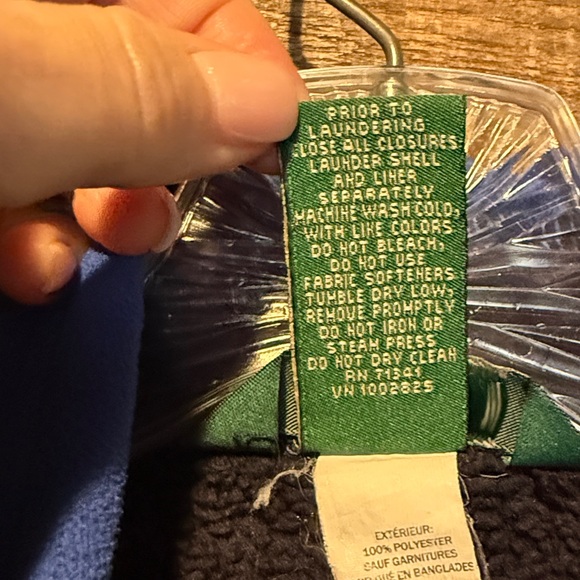 PRIOR TO
LAUNDERING
CLOSE ALL CLOSURES
LAUNDER SHELL
AND LINER
SEPARATELY
MACHINE WASH COLD,
WITH LIKE COLORS
DO NOT BLEACH,
DO NOT USE
FABRIC SOFTENERS
TUMBLE DRY LOW,
REMOVE PROMPTLY
DO NOT IRON OR
STEAM PRESS
DO NOT DRY CLEAN
RN 71341
VN 1002825
EXTÉRIEUR:
100% POLYESTER
SAUF GARNITURES
EN BANGLADES